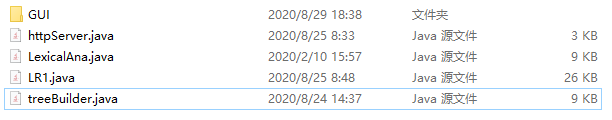 GUI 2020/8/29 18:38 文件夹
httpServer.java 2020/8/25 8:33 Java 源文件 3 KB
LexicalAna.java 2020/2/10 15:57 Java 源文件 9 KB
LR1.java 2020/8/25 8:48 Java 源文件 26 KB
treeBuilder.java 2020/8/24 14:37 Java 源文件 9 KB